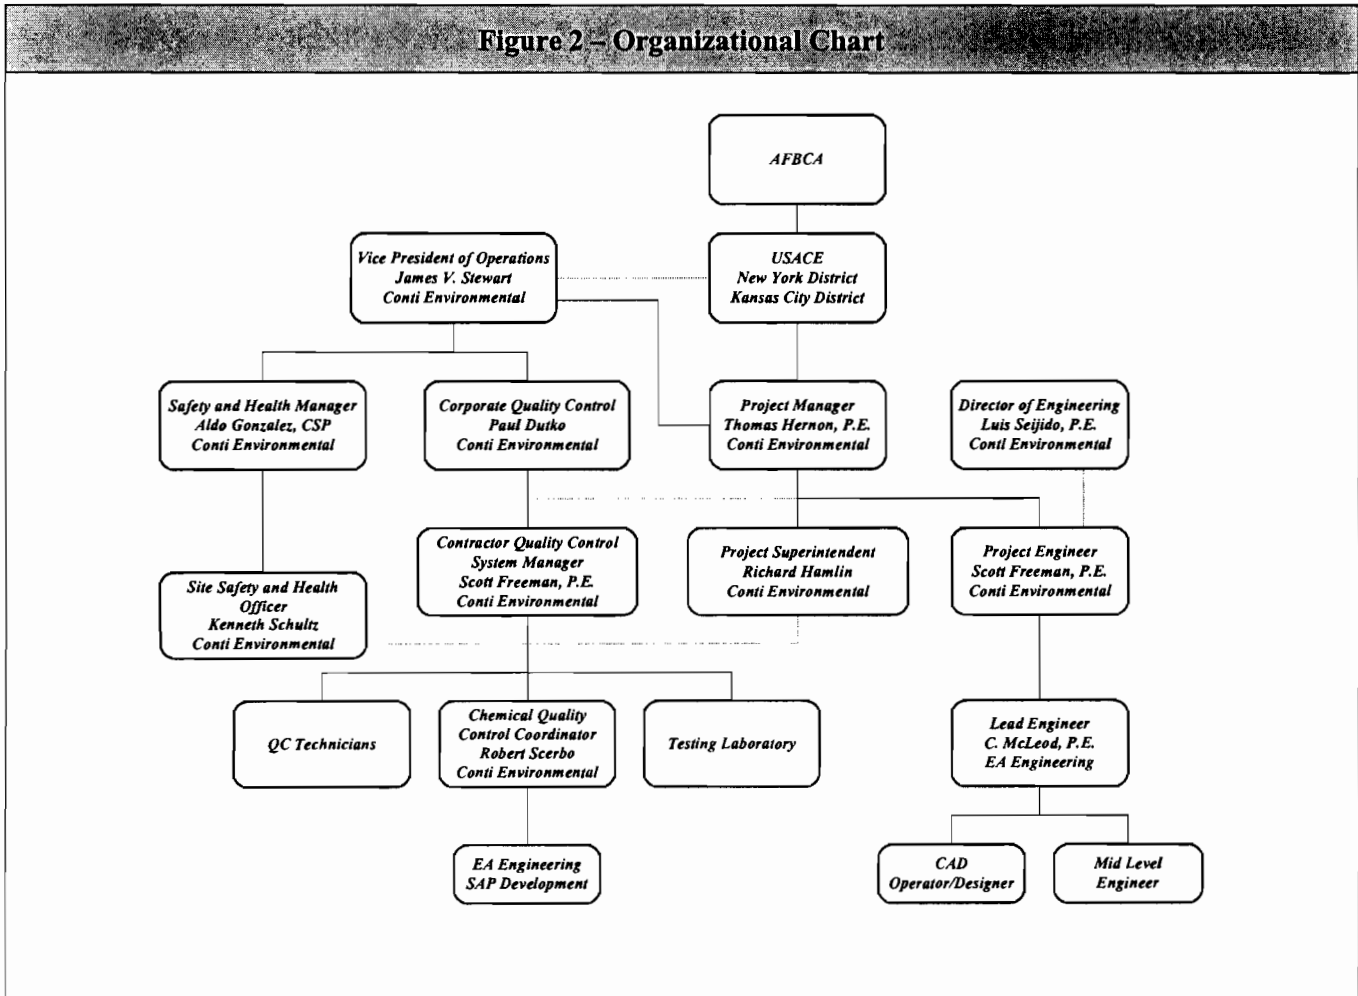 Figure 2 – Organizational Chart
AFBCA
Vice President of Operations
James V. Stewart
Conti Environmental
USACE
New York District
Kansas City District
Safety and Health Manager
Aldo Gonzalez, CSP
Conti Environmental
Corporate Quality Control
Paul Dutko
Conti Environmental
Project Manager
Thomas Hernon, P.E.
Conti Environmental
Director of Engineering
Luis Seijido, P.E.
Conti Environmental
Contractor Quality Control
System Manager
Scott Freeman, P.E.
Conti Environmental
Project Superintendent
Richard Hamlin
Conti Environmental
Project Engineer
Scott Freeman, P.E.
Conti Environmental
Site Safety and Health
Officer
Kenneth Schultz
Conti Environmental
QC Technicians
Chemical Quality
Control Coordinator
Robert Scerbo
Conti Environmental
Testing Laboratory
Lead Engineer
C. McLeod, P.E.
EA Engineering
EA Engineering
SAP Development
CAD
Operator/Designer
Mid Level
Engineer